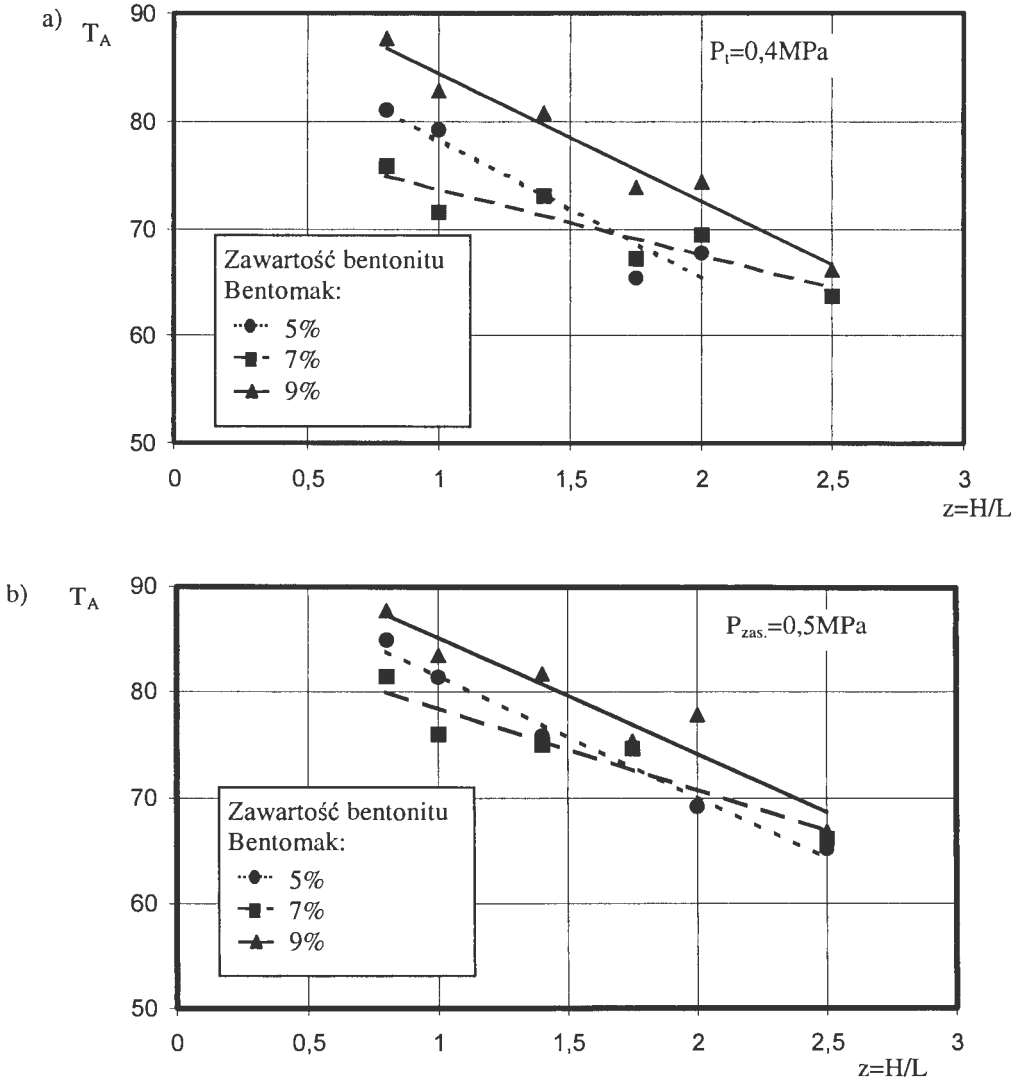 a)
T_A
90
80
70
60
50
P_t=0,4MPa
Zawartość bentonitu
Bentomak:
5%
7%
9%
0 0,5 1 1,5 2 2,5 3
z=H/L
b)
T_A
90
80
70
60
50
P_zas.=0,5MPa
Zawartość bentonitu
Bentomak:
5%
7%
9%
0 0,5 1 1,5 2 2,5 3
z=H/L